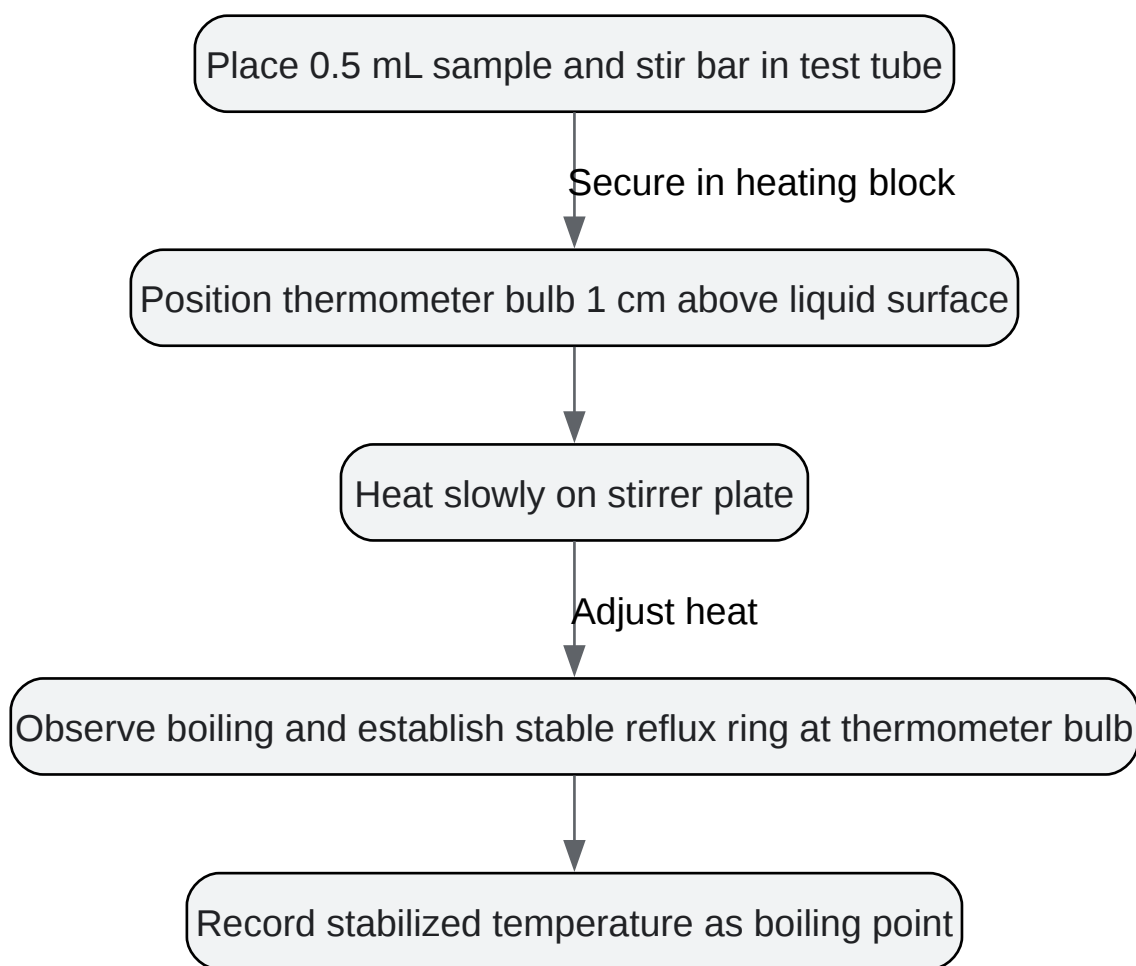 Place 0.5 mL sample and stir bar in test tube
Secure in heating block
Position thermometer bulb 1 cm above liquid surface
Heat slowly on stirrer plate
Adjust heat
Observe boiling and establish stable reflux ring at thermometer bulb
Record stabilized temperature as boiling point